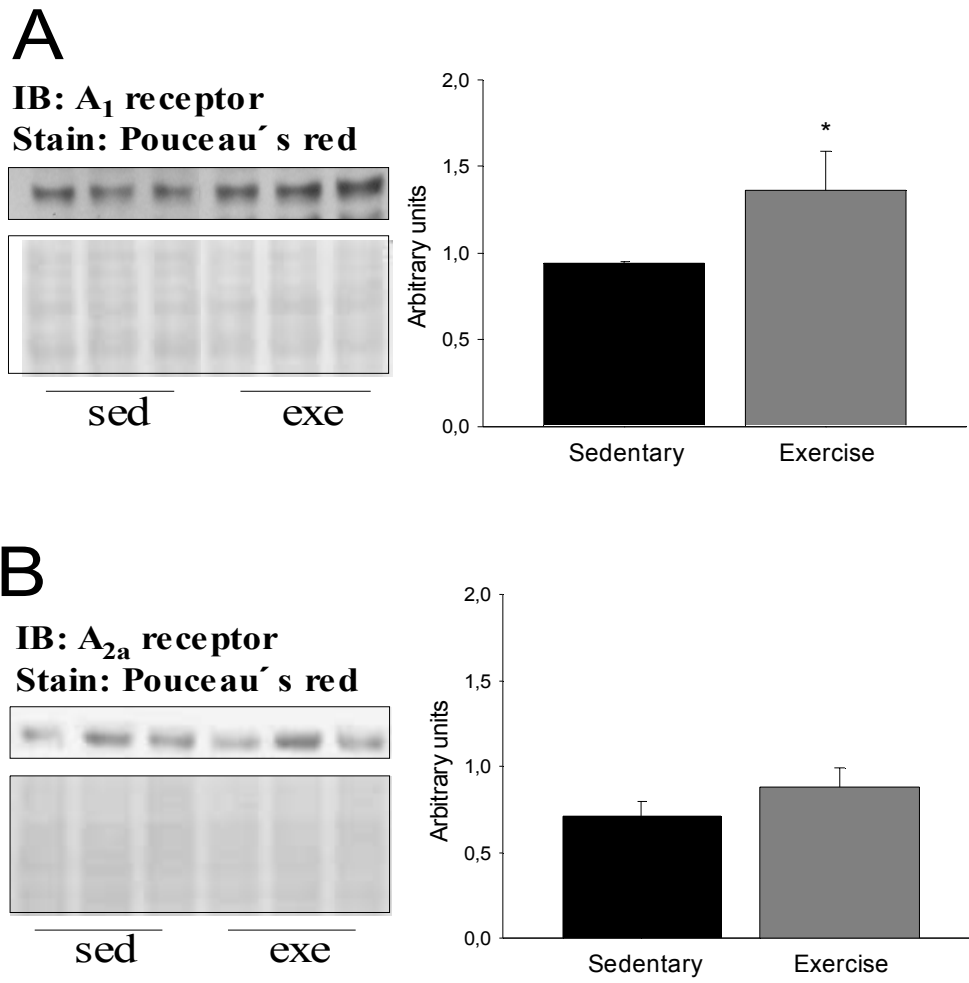 A
IB: A₁ receptor
Stain: Pouceau´s red
sed exe
2,0
1,5
1,0
0,5
0,0
Arbitrary units
*
Sedentary Exercise
B
IB: A₂ₐ receptor
Stain: Pouceau´s red
sed exe
2,0
1,5
1,0
0,5
0,0
Arbitrary units
Sedentary Exercise